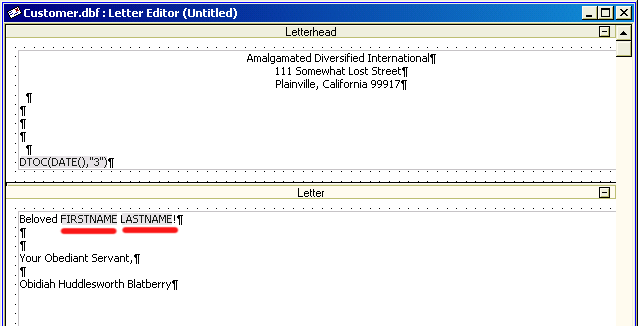 Customer.dbf : Letter Editor (Untitled)
Letterhead
Amalgamated Diversified International¶
111 Somewhat Lost Street¶
Plainville, California 99917¶
¶
¶
¶
¶
¶
DTOC(DATE(),"3")¶
Letter
Beloved FIRSTNAME LASTNAME!¶
¶
¶
Your Obediant Servant,¶
¶
Obidiah Huddlesworth Blatberry¶